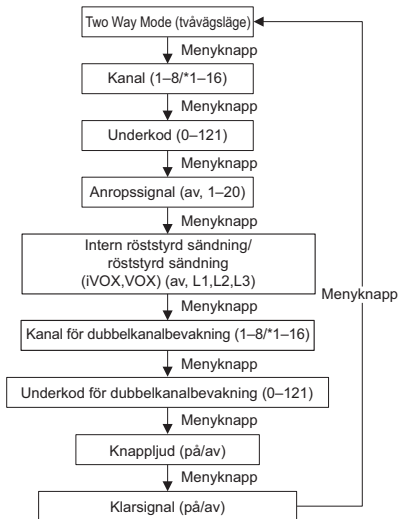 Two Way Mode (tvåvägsläge)
Menyknapp
Kanal (1–8/*1–16)
Menyknapp
Underkod (0–121)
Menyknapp
Anropssignal (av, 1–20)
Menyknapp
Intern röststyrd sändning/
röststyrd sändning
(iVOX,VOX) (av, L1,L2,L3)
Menyknapp
Menyknapp
Kanal för dubbelkanalbevakning (1–8/*1–16)
Menyknapp
Underkod för dubbelkanalbevakning (0–121)
Menyknapp
Knappljud (på/av)
Menyknapp
Klarsignal (på/av)